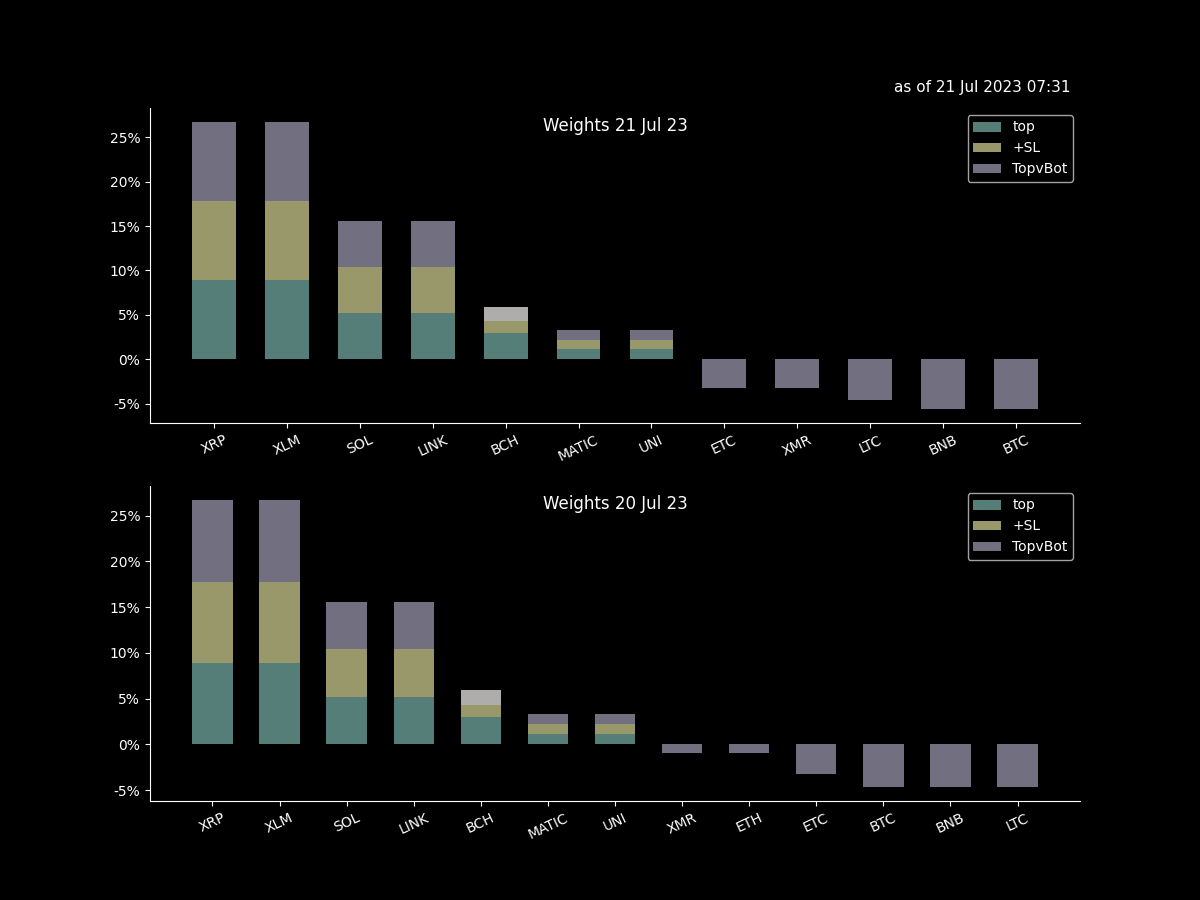 as of 21 Jul 2023 07:31
Weights 21 Jul 23
top
+SL
TopvBot
25%
20%
15%
10%
5%
0%
-5%
XRP XLM SOL LINK BCH MATIC UNI ETC XMR LTC BNB BTC
Weights 20 Jul 23
top
+SL
TopvBot
25%
20%
15%
10%
5%
0%
-5%
XRP XLM SOL LINK BCH MATIC UNI XMR ETH ETC BTC BNB LTC